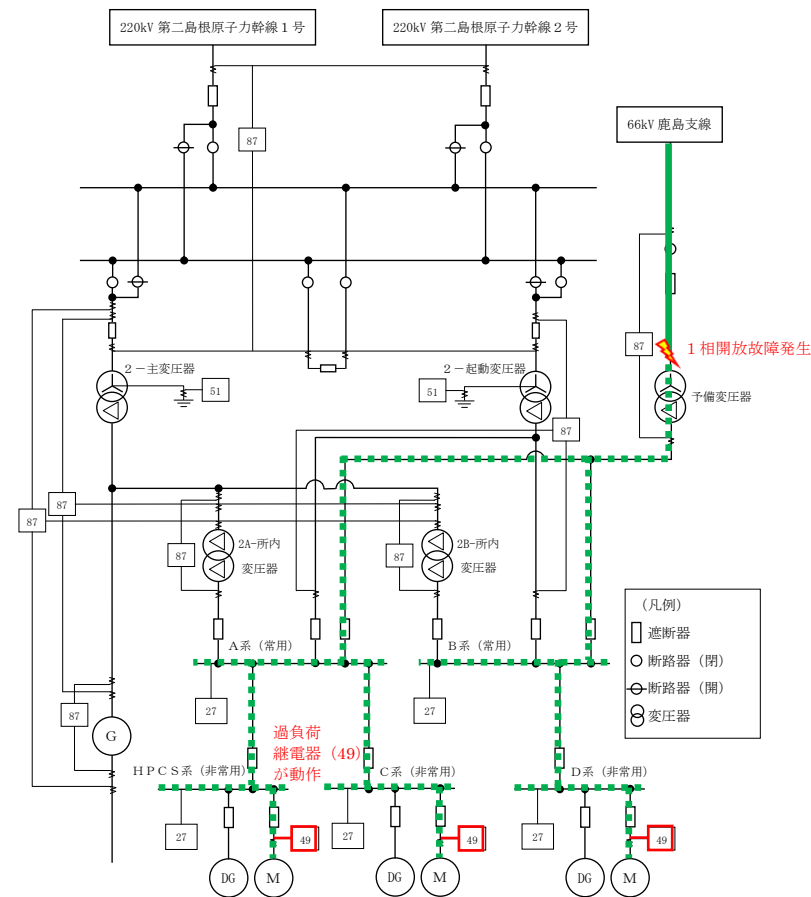 220kV 第二島根原子力幹線１号
220kV 第二島根原子力幹線２号
66kV 鹿島支線
87
87
１相開放故障発生
２－主変圧器
２－起動変圧器
51
51
予備変圧器
87
87
87
87
2A-所内
変圧器
87
2B-所内
変圧器
(凡例)
遮断器
断路器（閉）
断路器（開）
変圧器
A系（常用）
B系（常用）
27
27
87
G
過負荷
継電器（49）
が動作
ＨＰＣＳ系（非常用）
Ｃ系（非常用）
Ｄ系（非常用）
27
49
27
49
27
49
DG
M
DG
M
DG
M